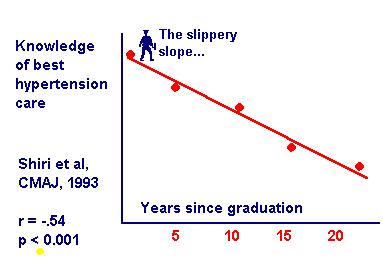 The slippery
slope...
Knowledge
of best
hypertension
care
Shiri et al,
CMAJ, 1993
r = -.54
p < 0.001
Years since graduation
5 10 15 20